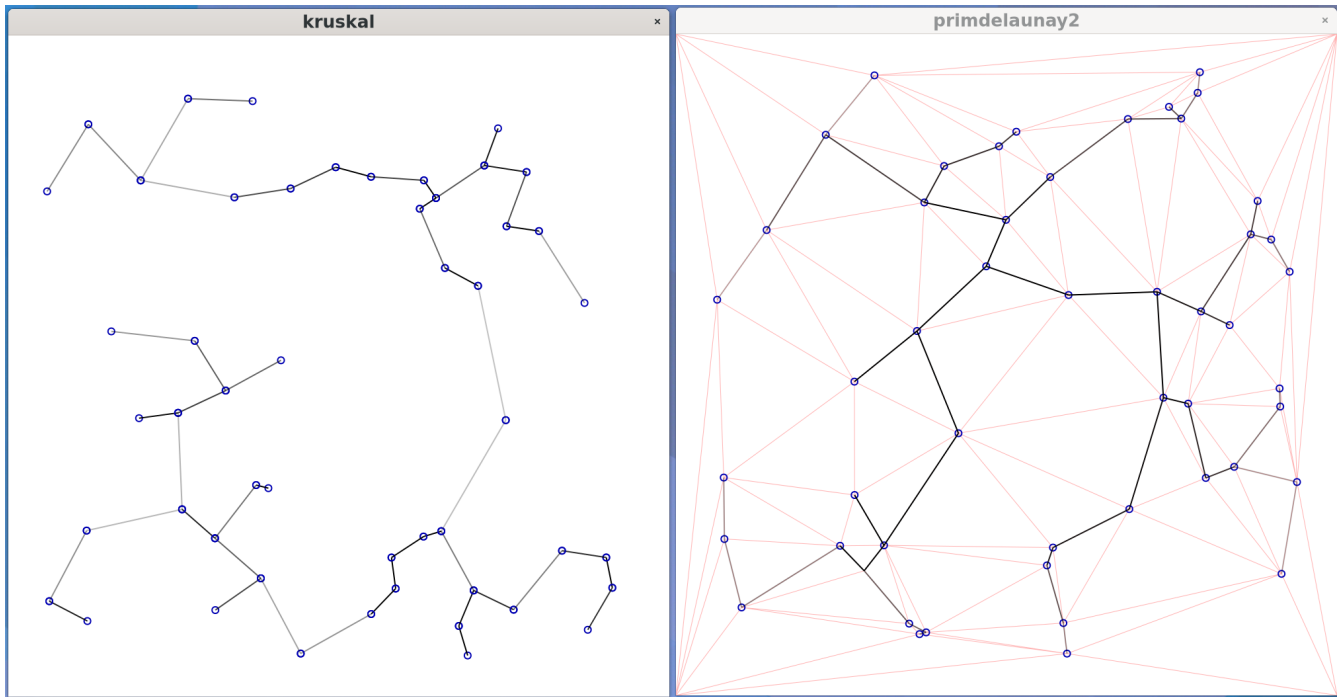 kruskal
×
primdelaunay2
×